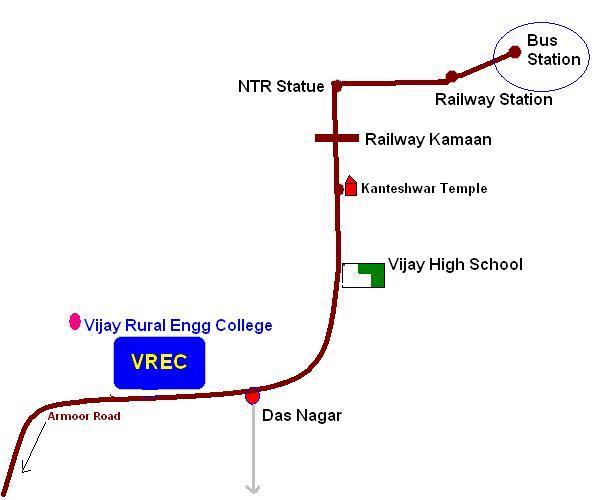 Bus
Station
NTR Statue
Railway Station
Railway Kamaan
Kanteshwar Temple
Vijay High School
Vijay Rural Engg College
VREC
Das Nagar
Armoor Road